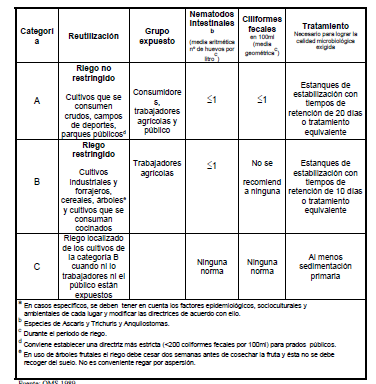 Categorí
a
Reutilización
Grupo
expuesto
Nematodos
intestinales
b
(media aritmética
nº de huevos por
litroc)
Ciliformes
fecales
en 100ml
(media
geométricac)
Tratamiento
Necesario para lograr la
calidad microbiológica
exigida
A
Riego no
restringido
Cultivos que se
consumen
crudos, campos
de deportes,
parques públicosd
Consumidore
s,
trabajadores
agrícolas y
público
≤1
≤1
Estanques de
estabilización con
tiempos de
retención de 20 días
o tratamiento
equivalente
B
Riego
restringido
Cultivos
industriales y
forrajeros,
cereales, árbolese
y cultivos que se
consuman
cocinados
Trabajadores
agrícolas
≤1
No se
recomiend
a ninguna
Estanques de
estabilización con
tiempos de
retención de 10 días
o tratamiento
equivalente
C
Riego localizado
de los cultivos de
la categoría B
cuando ni lo
trabajadores ni el
público están
expuestos
Ninguna
norma
Ninguna
norma
Al menos
sedimentación
primaria
a En casos específicos, se deben tener en cuenta los factores epidemiológicos, socioculturales y
ambientales de cada lugar y modificar las directrices de acuerdo con ello.
b Especies de Ascaris y Trichuris y Anquilostomas.
c Durante el periodo de riego.
d Conviene establecer una directriz más estricta (<200 coliformes fecales por 100ml) para prados públicos.
e En uso de árboles frutales el riego debe cesar dos semanas antes de cosechar la fruta y ésta no se debe
recoger del suelo. No es conveniente regar por aspersión.
Fuente: OMS 1989